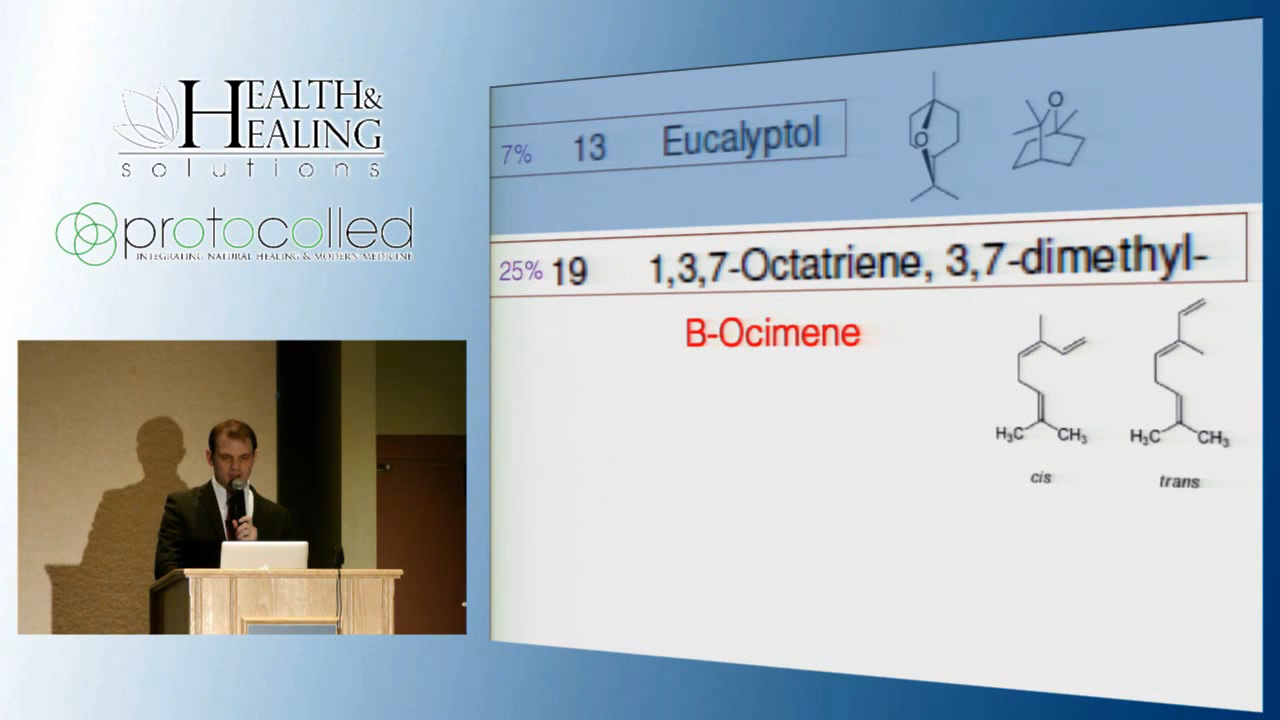 HEALTH &
HEALING
solutions
protocolled
INTEGRATING NATURAL HEALING & MODERN MEDICINE
7% 13 Eucalyptol
O
O
25% 19 1,3,7-Octatriene, 3,7-dimethyl-
B-Ocimene
H3C CH3 H3C CH3
cis trans